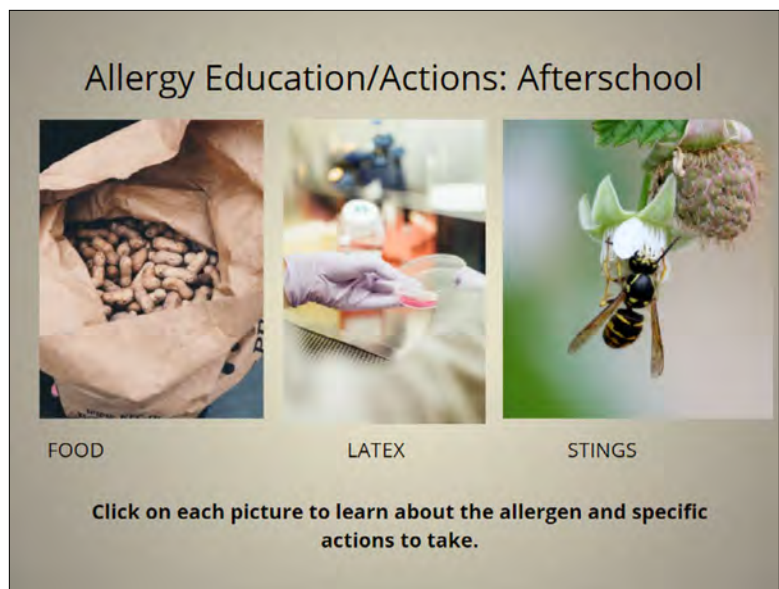 Allergy Education/Actions: Afterschool
FOOD
LATEX
STINGS
Click on each picture to learn about the allergen and specific
actions to take.